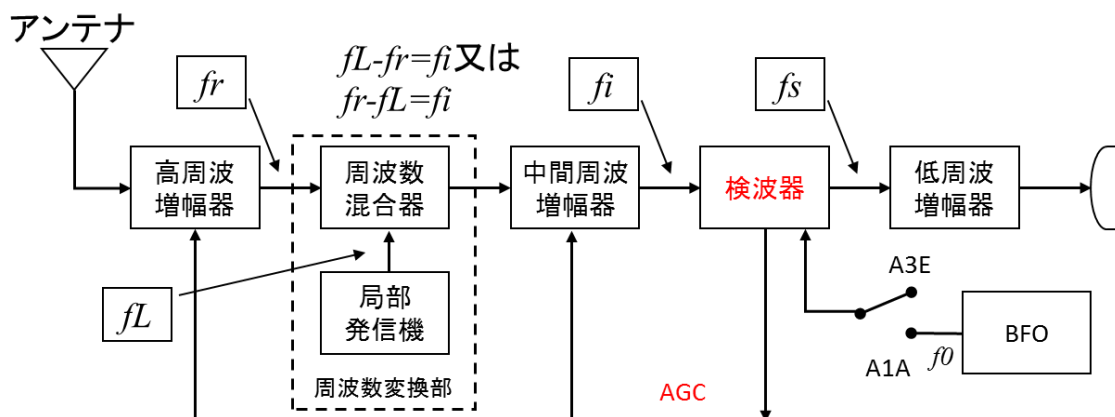 アンテナ
fr
fL-fr=fi又は
fr-fL=fi
fi
fs
高周波
増幅器
周波数
混合器
中間周波
増幅器
検波器
低周波
増幅器
fL
局部
発信機
周波数変換部
A3E
A1A
f0
BFO
AGC